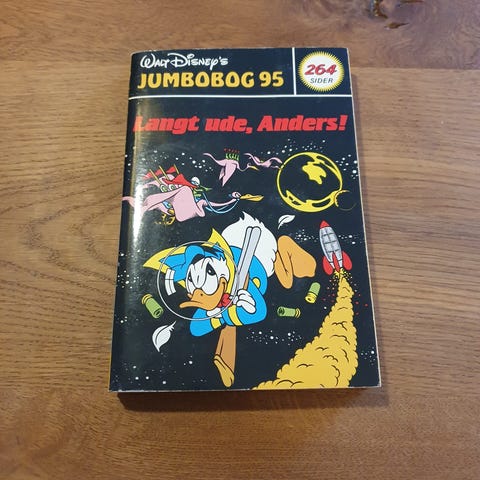 Walt Disney's
JUMBOBOG 95
264
SIDER
Langt ude, Anders!